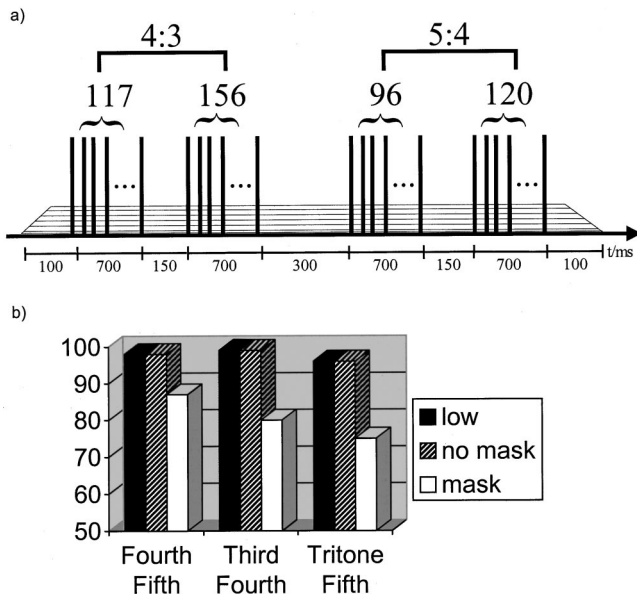 a)
4:3 5:4
117 156 96 120
... ... ... ...
t/ms
100 700 150 700 300 700 150 700 100
b)
100
90
80
70
60
50
low
no mask
mask
Fourth Third Tritone
Fifth Fourth Fifth